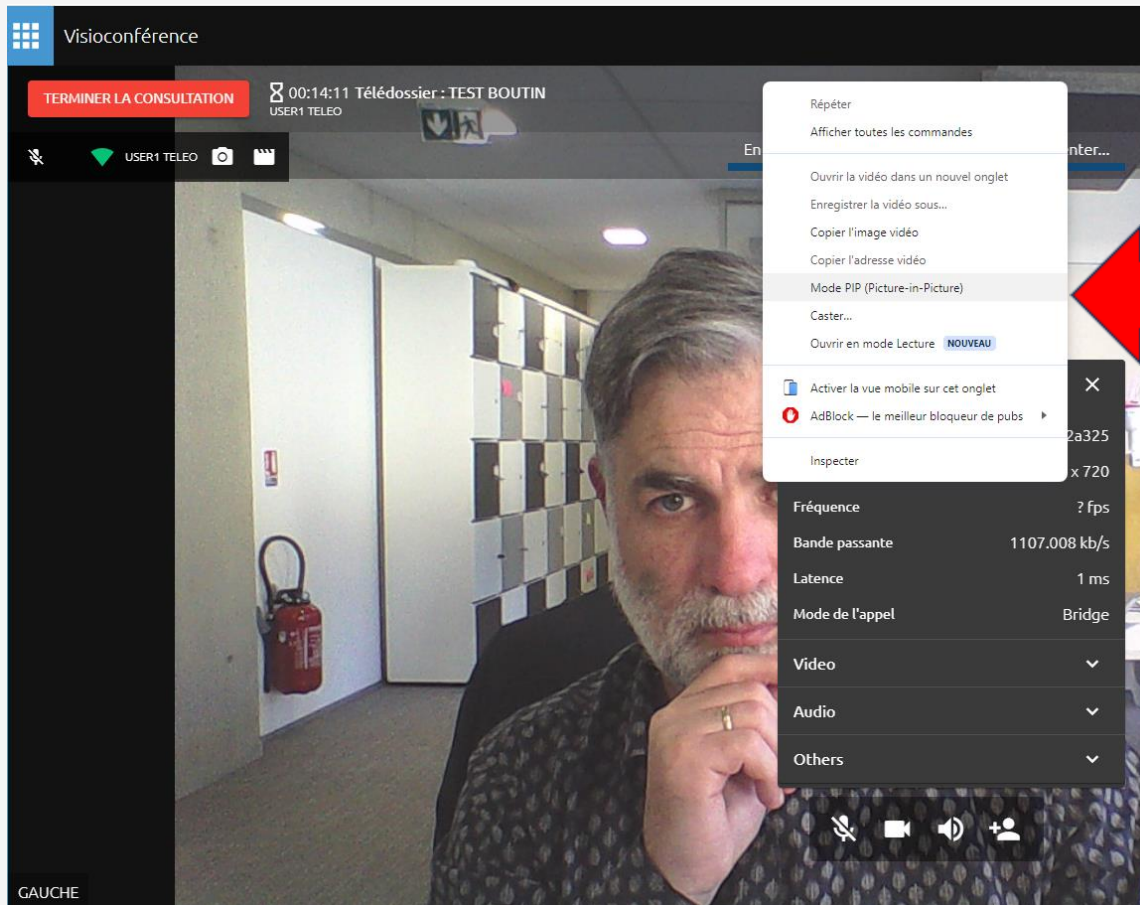 Visioconférence
TERMINER LA CONSULTATION
00:14:11 Télédossier : TEST BOUTIN
USER1 TELEO
USER1 TELEO
En
nter...
Répéter
Afficher toutes les commandes
Ouvrir la vidéo dans un nouvel onglet
Enregistrer la vidéo sous...
Copier l'image vidéo
Copier l'adresse vidéo
Mode PIP (Picture-in-Picture)
Caster...
Ouvrir en mode Lecture NOUVEAU
Activer la vue mobile sur cet onglet
AdBlock — le meilleur bloqueur de pubs
Inspecter
2a325
x 720
Fréquence ? fps
Bande passante 1107.008 kb/s
Latence 1 ms
Mode de l'appel Bridge
Video
Audio
Others
GAUCHE